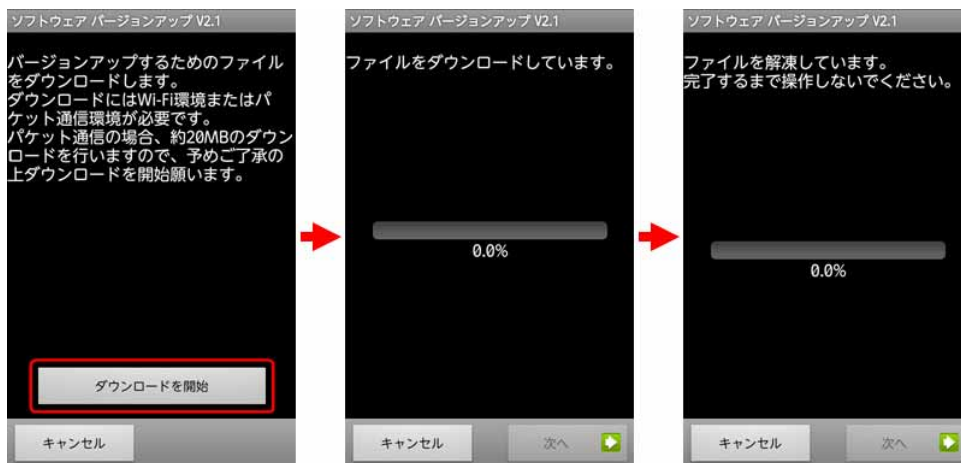 ソフトウェア バージョンアップ V2.1
バージョンアップするためのファイル
をダウンロードします。
ダウンロードにはWi-Fi環境またはパ
ケット通信環境が必要です。
パケット通信の場合、約20MBのダウン
ロードを行いますので、予めご了承の
上ダウンロードを開始願います。
ダウンロードを開始
キャンセル
ソフトウェア バージョンアップ V2.1
ファイルをダウンロードしています。
0.0%
キャンセル
次へ
ソフトウェア バージョンアップ V2.1
ファイルを解凍しています。
完了するまで操作しないでください。
0.0%
キャンセル
次へ